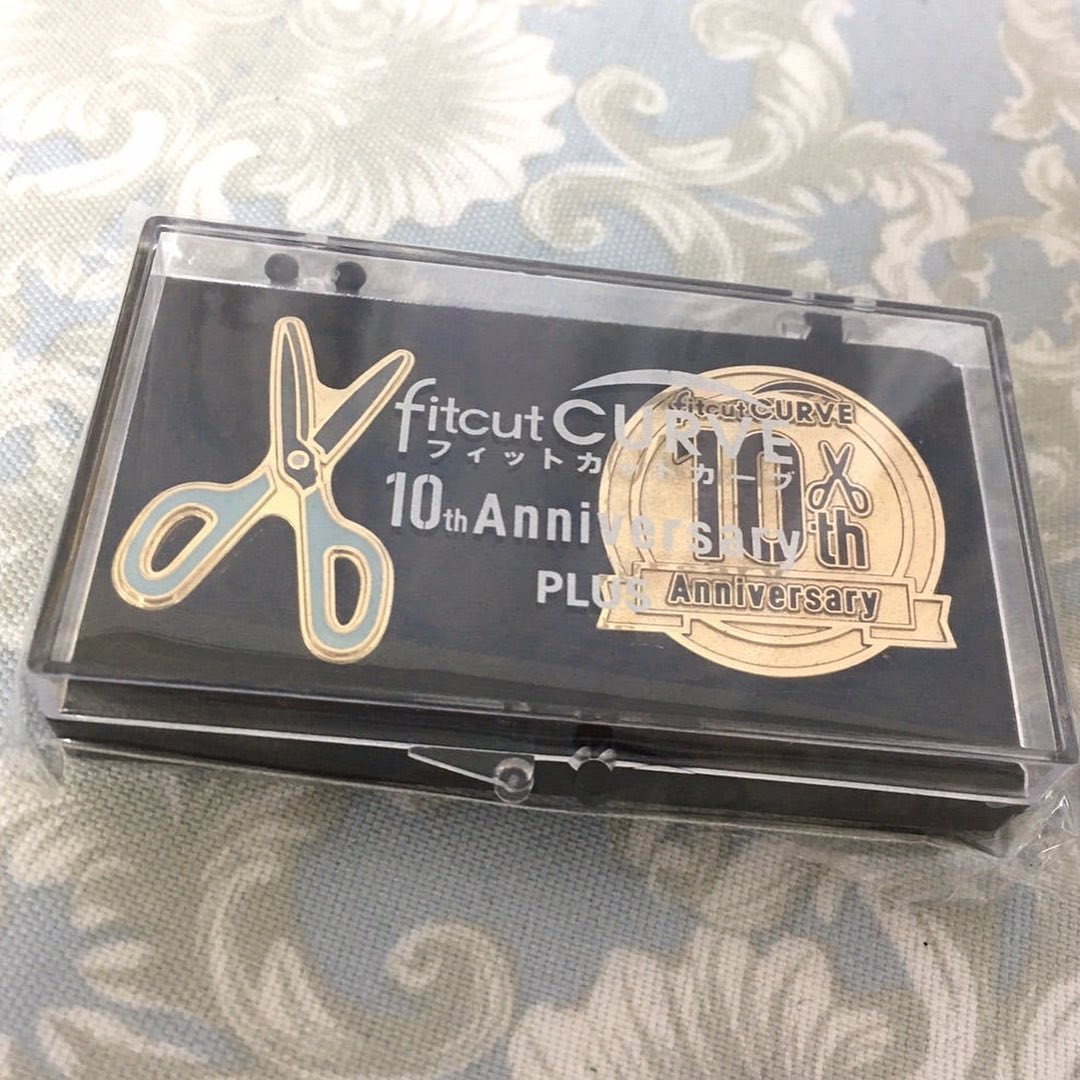 fitcut CURVE
フィットカットカーブ
10th Anniversary
PLUS
fitcut CURVE
10th
Anniversary